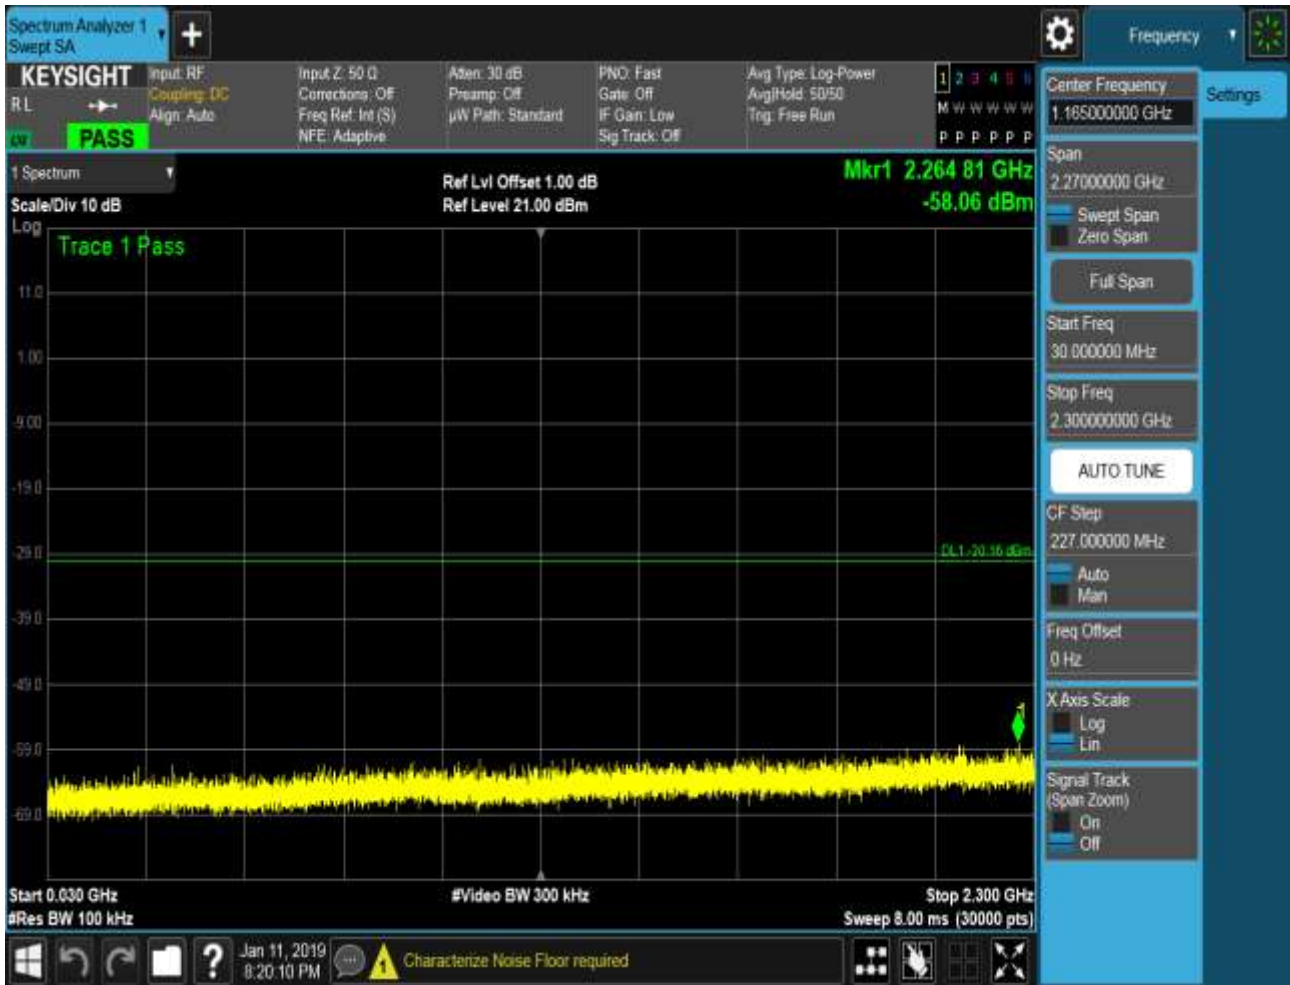 Spectrum Analyzer 1
Swept SA
Frequency
KEYSIGHT
RL
PASS
Input: RF
Coupling: DC
Align: Auto
Input Z: 50 Ω
Corrections: Off
Freq Ref: Int (S)
NFE: Adaptive
Atten: 30 dB
Preamp: Off
µW Path: Standard
PNO: Fast
Gate: Off
IF Gain: Low
Sig Track: Off
Avg Type: Log-Power
Avg|Hold: 50/50
Trig: Free Run
1 2 3 4 5 6
M W W W W W
P P P P P P
1 Spectrum
Scale/Div 10 dB
Ref Lvl Offset 1.00 dB
Ref Level 21.00 dBm
Mkr1 2.264 81 GHz
-58.06 dBm
Log
Trace 1 Pass
11.0
1.00
-9.00
-19.0
-29.0
-39.0
-49.0
-59.0
-69.0
1
Start 0.030 GHz
#Video BW 300 kHz
Stop 2.300 GHz
#Res BW 100 kHz
Sweep 8.00 ms (30000 pts)
Center Frequency
1.165000000 GHz
Settings
Span
2.27000000 GHz
Swept Span
Zero Span
Full Span
Start Freq
30.000000 MHz
Stop Freq
2.300000000 GHz
AUTO TUNE
CF Step
227.000000 MHz
Auto
Man
Freq Offset
0 Hz
X Axis Scale
Log
Lin
Signal Track
(Span Zoom)
On
Off
?
Jan 11, 2019
8:20:10 PM
1
Characterize Noise Floor required